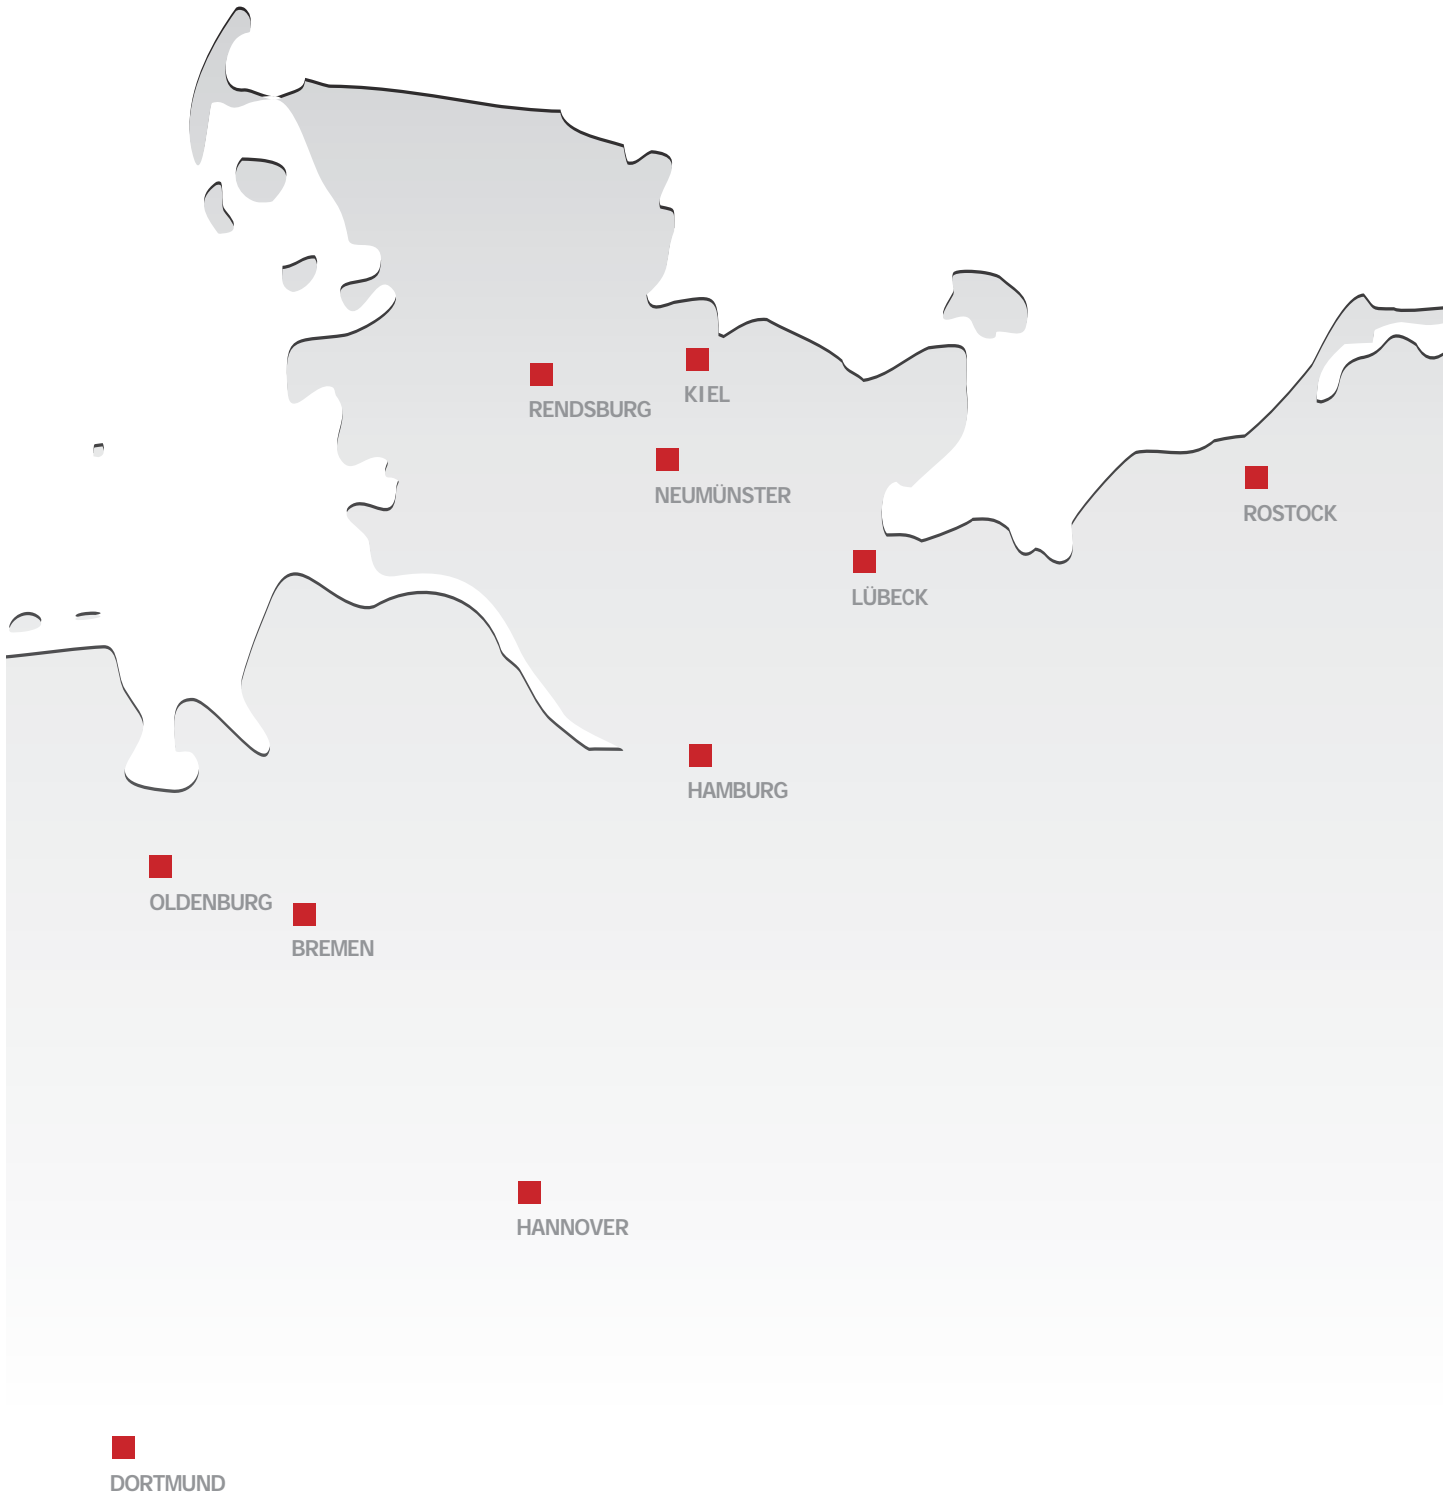 KIEL
RENDSBURG
NEUMÜNSTER
ROSTOCK
LÜBECK
HAMBURG
OLDENBURG
BREMEN
HANNOVER
DORTMUND